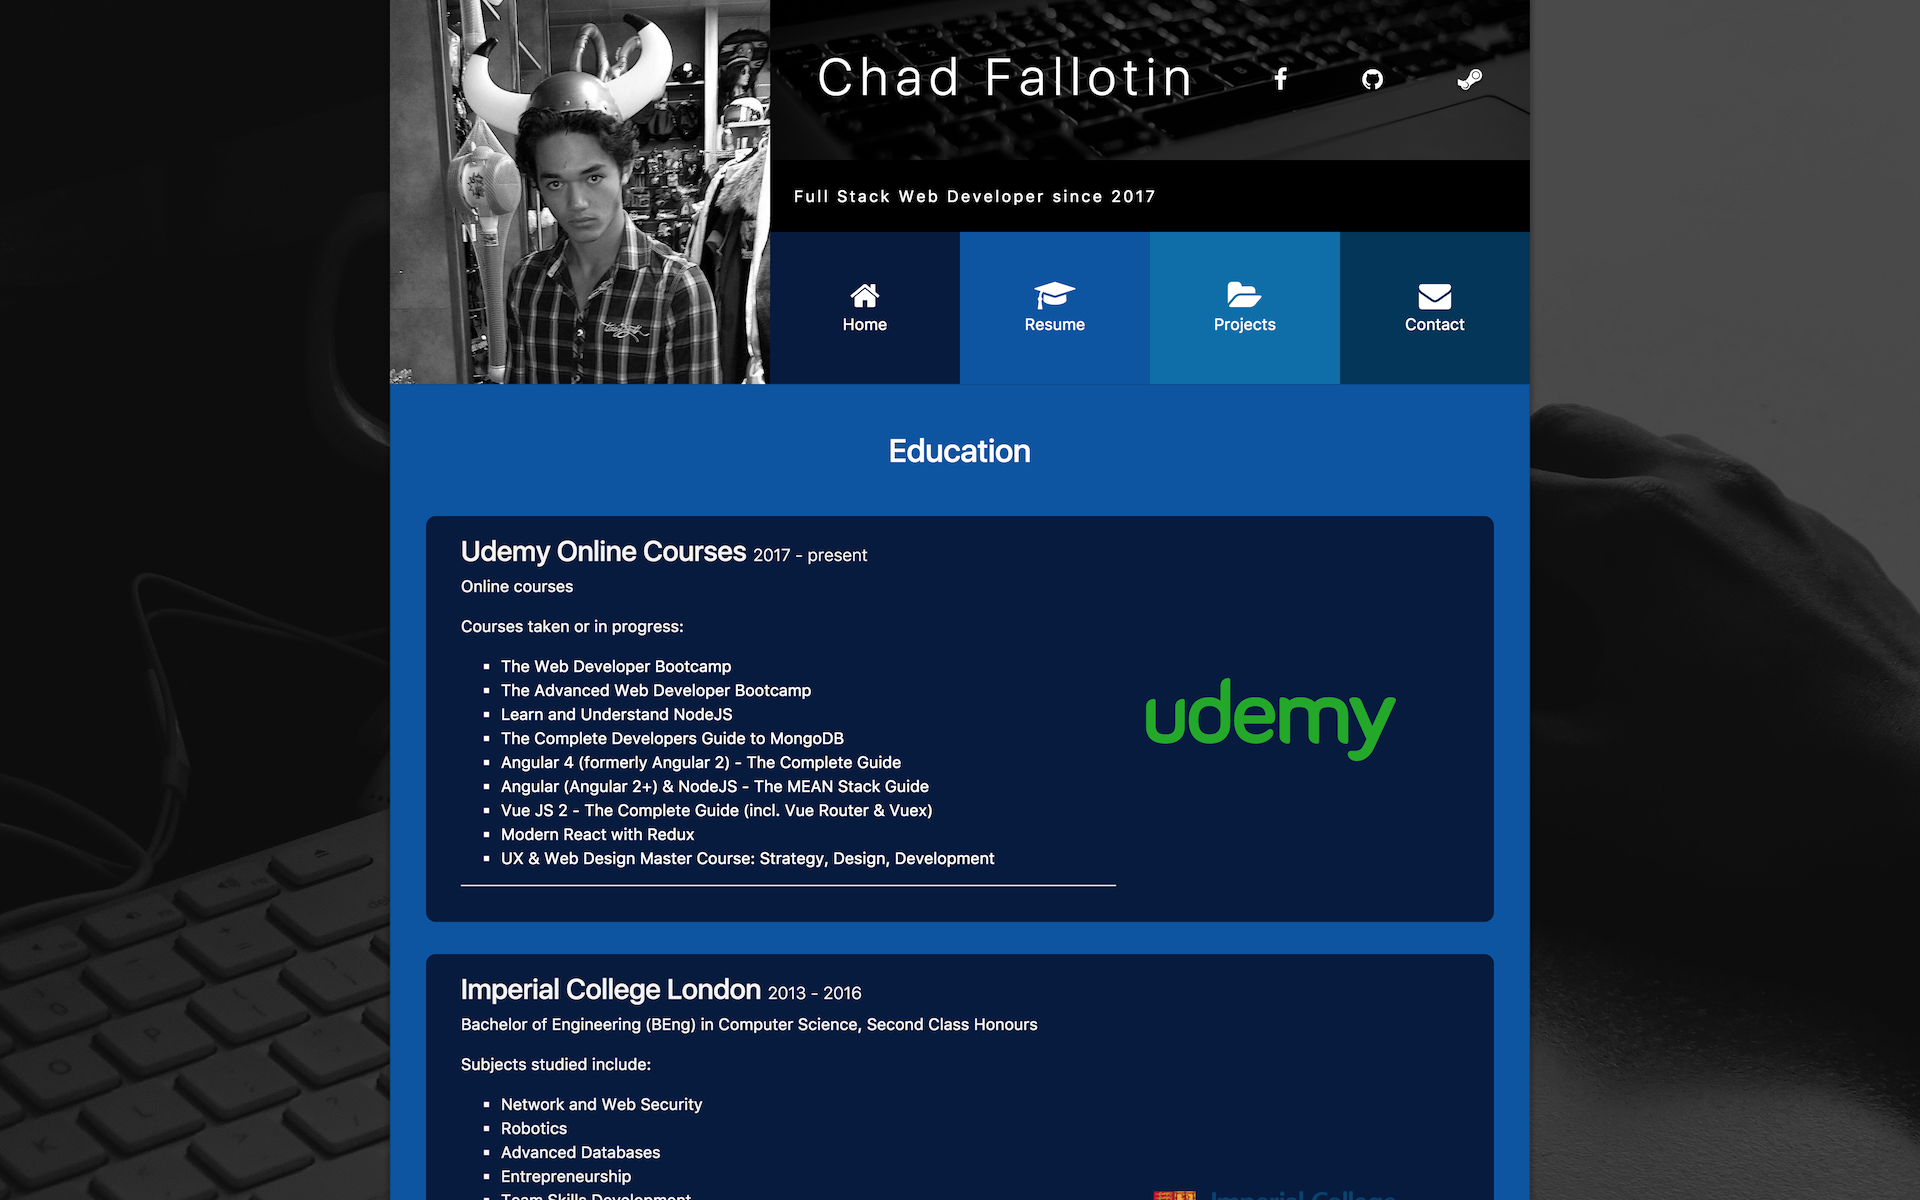 Chad Fallotin
Full Stack Web Developer since 2017
Home
Resume
Projects
Contact
Education
Udemy Online Courses 2017 - present
Online courses
Courses taken or in progress:
The Web Developer Bootcamp
The Advanced Web Developer Bootcamp
Learn and Understand NodeJS
The Complete Developers Guide to MongoDB
Angular 4 (formerly Angular 2) - The Complete Guide
Angular (Angular 2+) & NodeJS - The MEAN Stack Guide
Vue JS 2 - The Complete Guide (incl. Vue Router & Vuex)
Modern React with Redux
UX & Web Design Master Course: Strategy, Design, Development
udemy
Imperial College London 2013 - 2016
Bachelor of Engineering (BEng) in Computer Science, Second Class Honours
Subjects studied include:
Network and Web Security
Robotics
Advanced Databases
Entrepreneurship
Team Skills Development
Imperial College